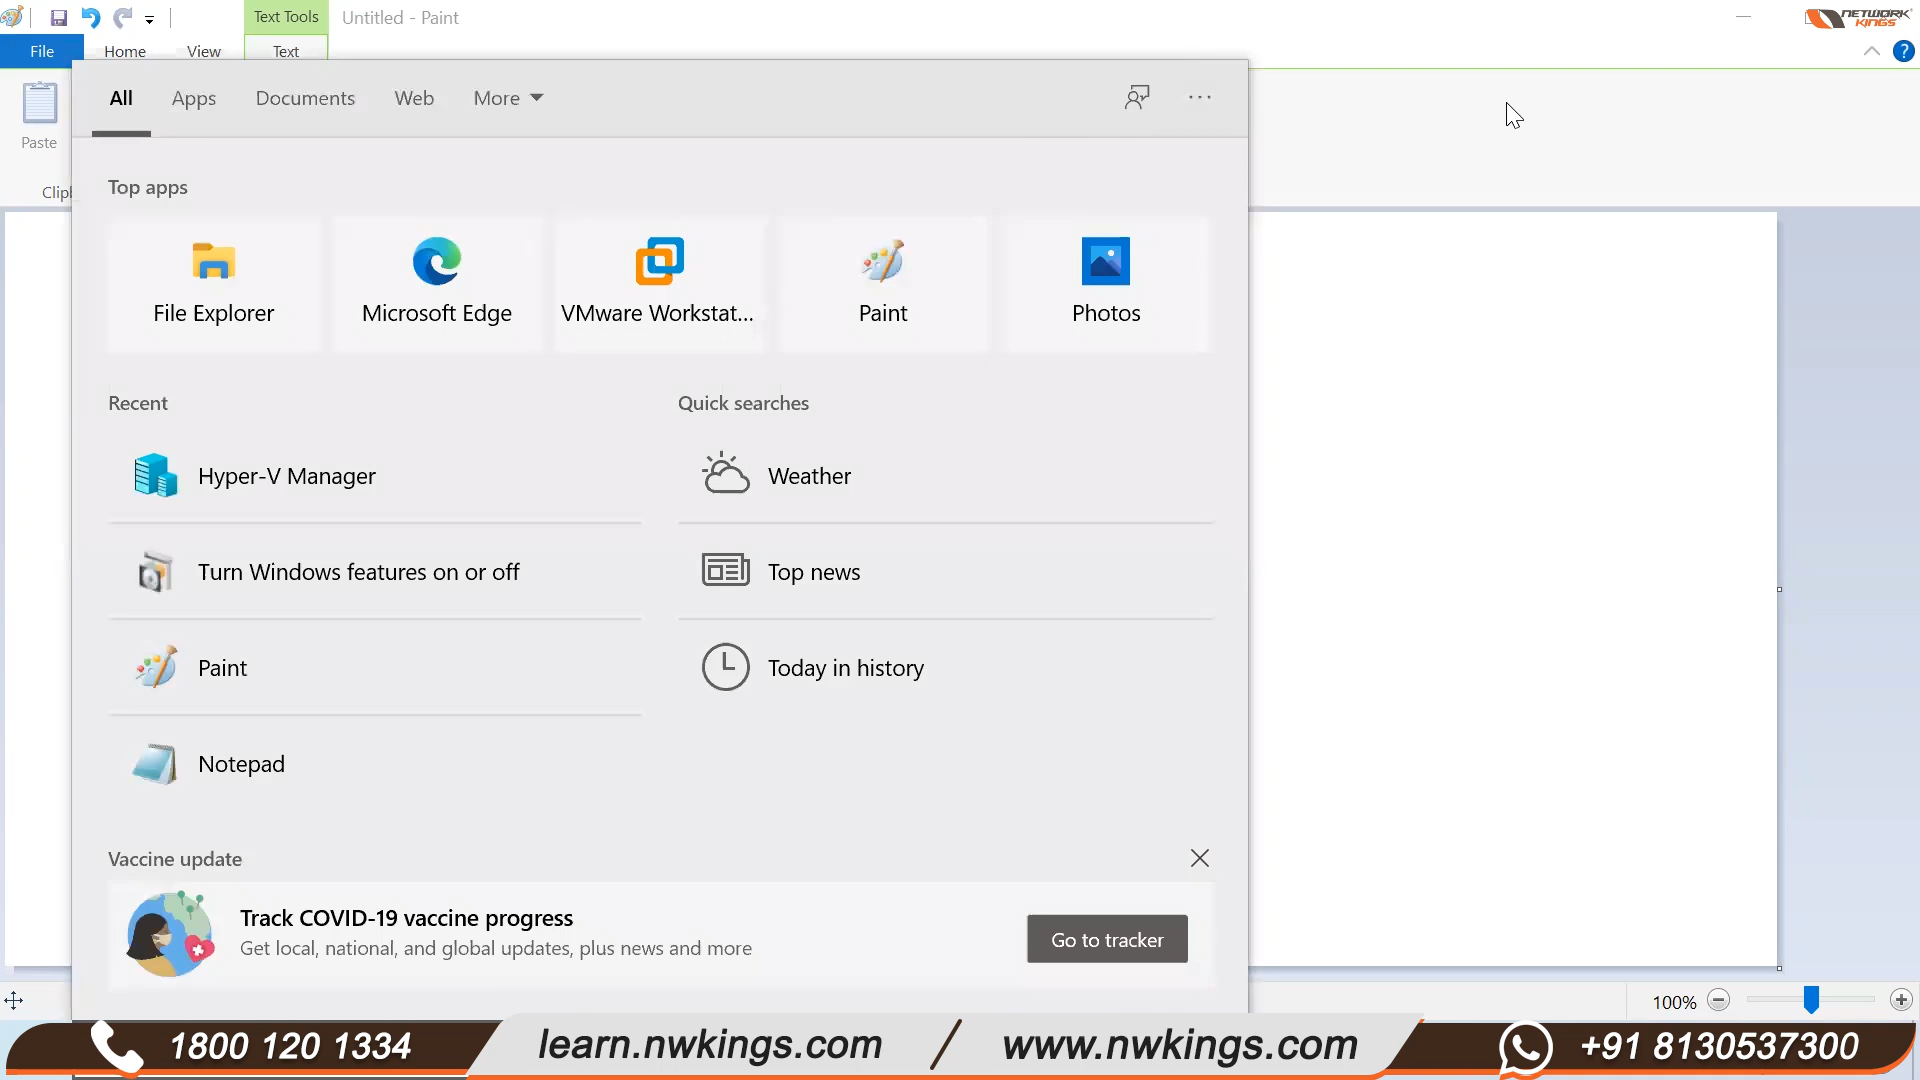 Text Tools
Untitled - Paint
NETWORK
KINGS
File
Home
View
Text
?
Paste
Clipb
All
Apps
Documents
Web
More
...
Top apps
File Explorer
Microsoft Edge
VMware Workstat...
Paint
Photos
Recent
Quick searches
Hyper-V Manager
Weather
Turn Windows features on or off
Top news
Paint
Today in history
Notepad
Vaccine update
Track COVID-19 vaccine progress
Get local, national, and global updates, plus news and more
Go to tracker
100%
1800 120 1334
learn.nwkings.com / www.nwkings.com
+91 8130537300